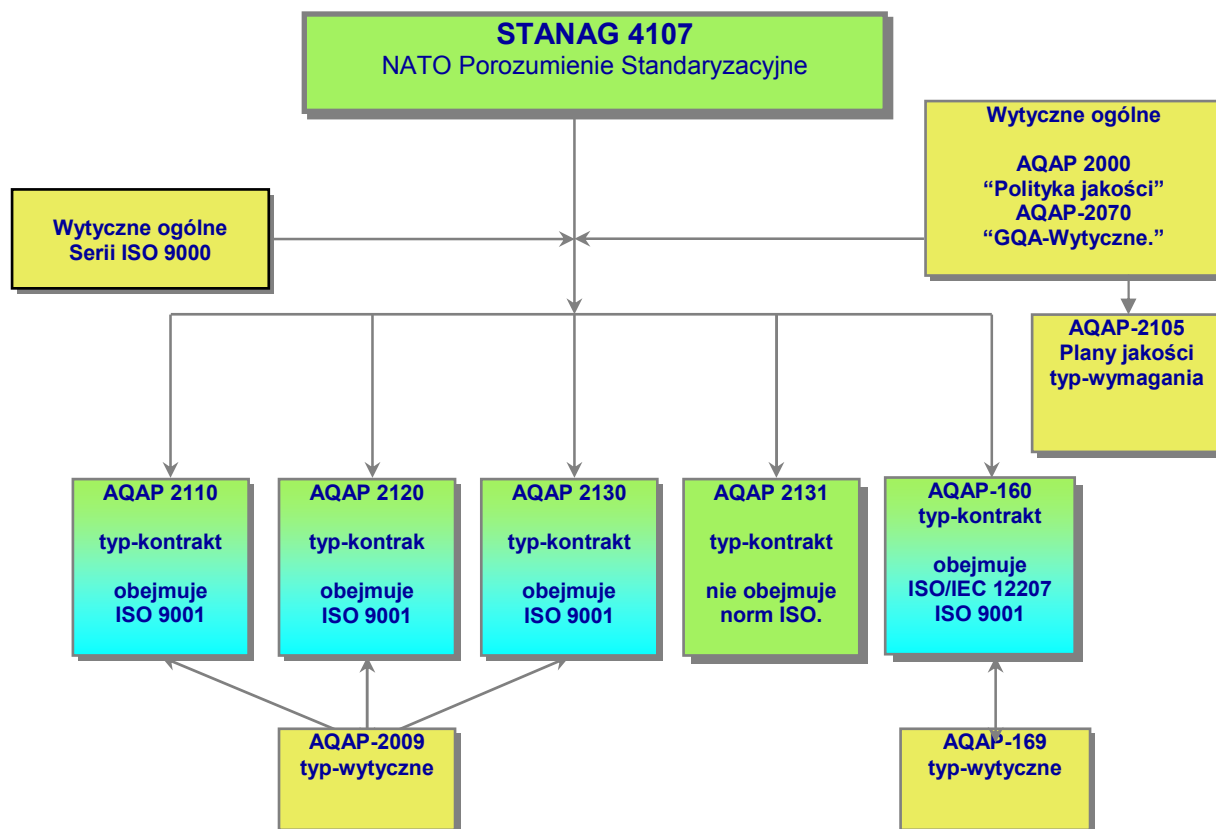 STANAG 4107
NATO Porozumienie Standaryzacyjne
Wytyczne ogólne
AQAP 2000
“Polityka jakości”
AQAP-2070
“GQA-Wytyczne.”
Wytyczne ogólne
Serii ISO 9000
AQAP-2105
Plany jakości
typ-wymagania
AQAP 2110
typ-kontrakt
obejmuje
ISO 9001
AQAP 2120
typ-kontrak
obejmuje
ISO 9001
AQAP 2130
typ-kontrakt
obejmuje
ISO 9001
AQAP 2131
typ-kontrakt
nie obejmuje
norm ISO.
AQAP-160
typ-kontrakt
obejmuje
ISO/IEC 12207
ISO 9001
AQAP-2009
typ-wytyczne
AQAP-169
typ-wytyczne